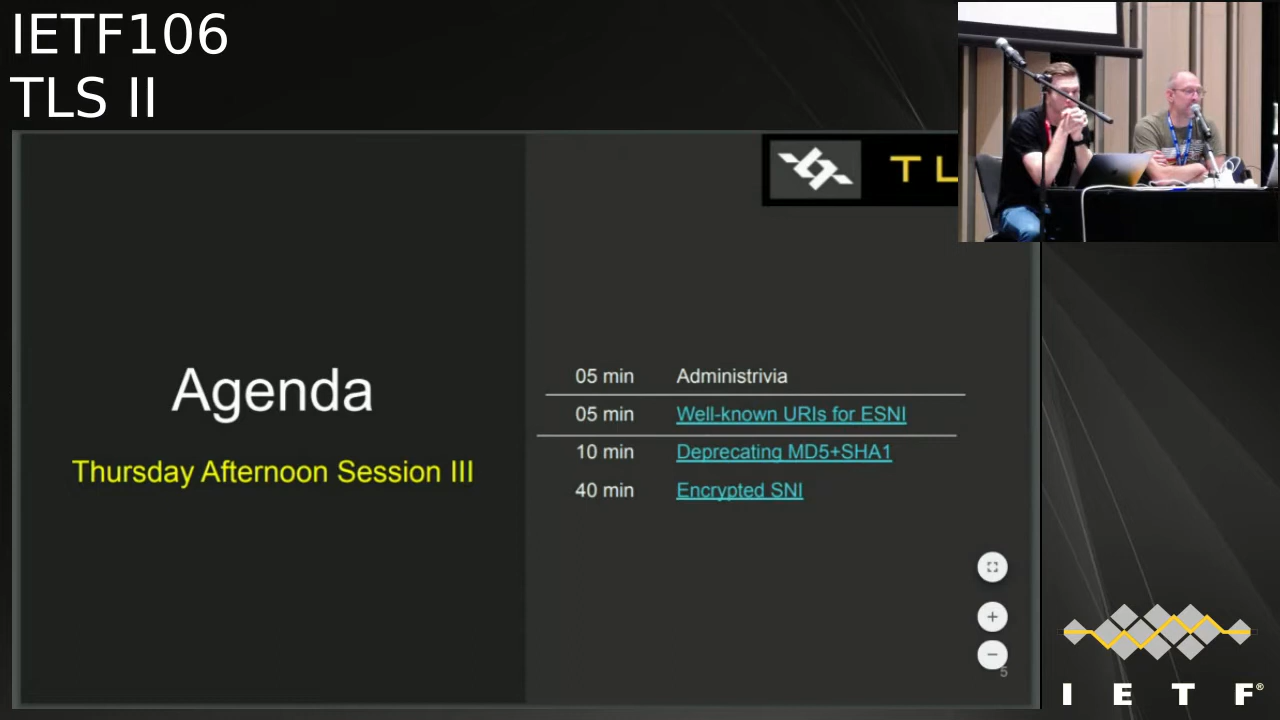 IETF106
TLS II
TL
Agenda
Thursday Afternoon Session III
05 min Administrivia
05 min Well-known URIs for ESNI
10 min Deprecating MD5+SHA1
40 min Encrypted SNI
5
I E T F®